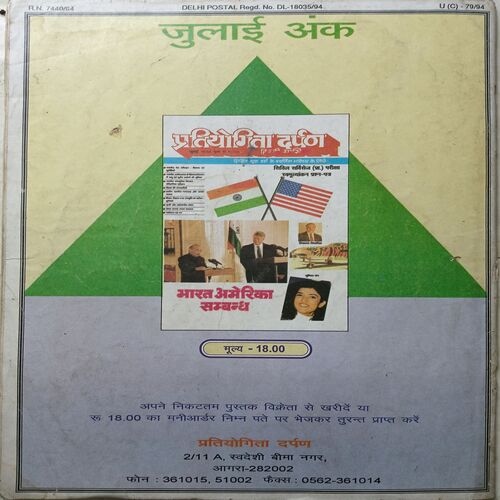 R.N. 7440/64
DELHI POSTAL Regd. No. DL-18035/94
U (C) - 79/94
जुलाई अंक
प्रतियोगिता दर्पण
सिविल सर्विसेज (प्रा.) परीक्षा
भारत अमेरिका
सम्बन्ध
मूल्य - 18.00
अपने निकटतम पुस्तक विक्रेता से खरीदें या
रू 18.00 का मनीआर्डर निम्न पते पर भेजकर तुरन्त प्राप्त करें
प्रतियोगिता दर्पण
2/11 A, स्वदेशी बीमा नगर,
आगरा-282002
फोन : 361015, 51002 फैक्स : 0562-361014